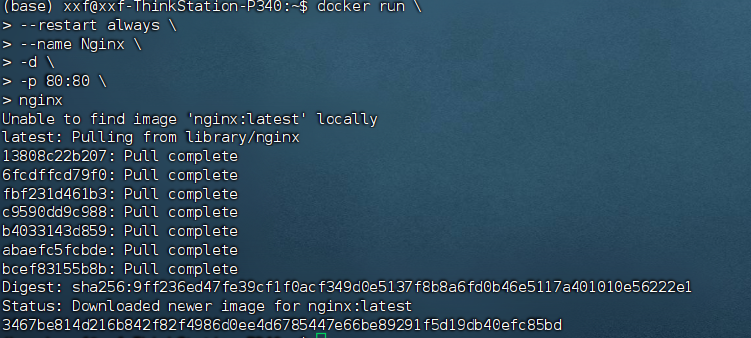 (base) xxf@xxf-ThinkStation-P340:~$ docker run \
> --restart always \
> --name Nginx \
> -d \
> -p 80:80 \
> nginx
Unable to find image 'nginx:latest' locally
latest: Pulling from library/nginx
13808c22b207: Pull complete
6fcdffcd79f0: Pull complete
fbf231d461b3: Pull complete
c9590dd9c988: Pull complete
b4033143d859: Pull complete
abaefc5fcbde: Pull complete
bcef83155b8b: Pull complete
Digest: sha256:9ff236ed47fe39cf1f0acf349d0e5137f8b8a6fd0b46e5117a401010e56222e1
Status: Downloaded newer image for nginx:latest
3467be814d216b842f82f4986d0ee4d6785447e66be89291f5d19db40efc85bd